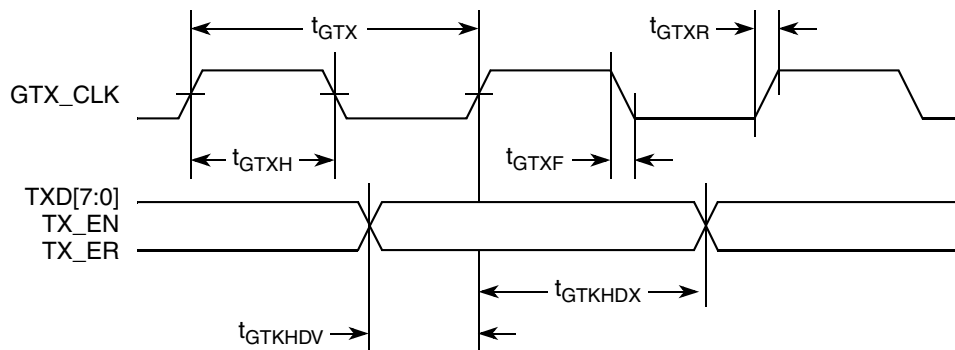 tGTX
tGTXR
GTX_CLK
tGTXH
tGTXF
TXD[7:0]
TX_EN
TX_ER
tGTKHDX
tGTKHDV